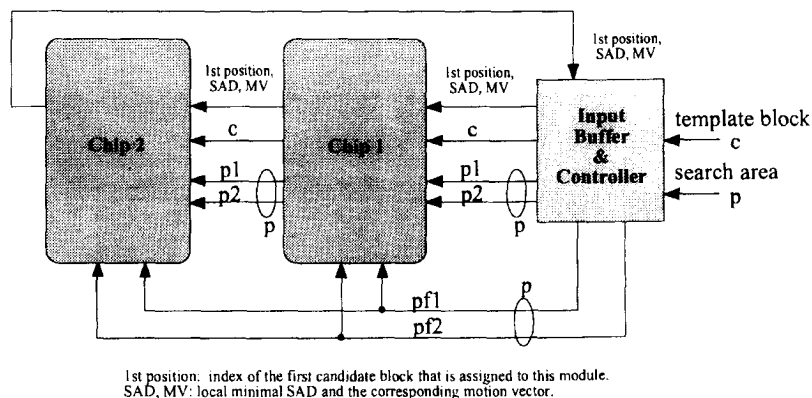 1st position,
SAD, MV
1st position,
SAD, MV
1st position,
SAD, MV
Chip 2
c
p1
p2
p
Chip 1
c
p1
p2
p
Input
Buffer
&
Controller
template block
c
search area
p
pf1
pf2
p
1st position: index of the first candidate block that is assigned to this module.
SAD, MV: local minimal SAD and the corresponding motion vector.